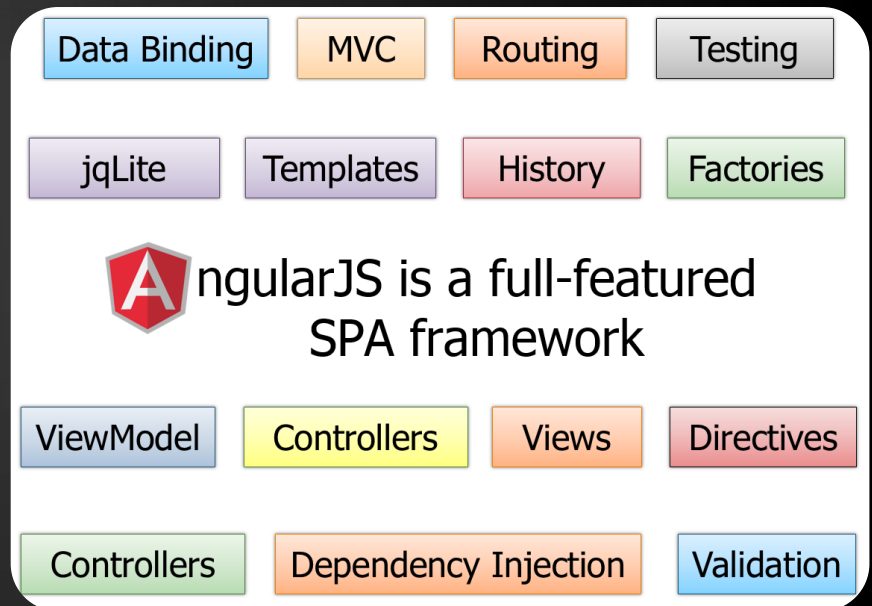 Data Binding
MVC
Routing
Testing
jqLite
Templates
History
Factories
AngularJS is a full-featured
SPA framework
ViewModel
Controllers
Views
Directives
Controllers
Dependency Injection
Validation